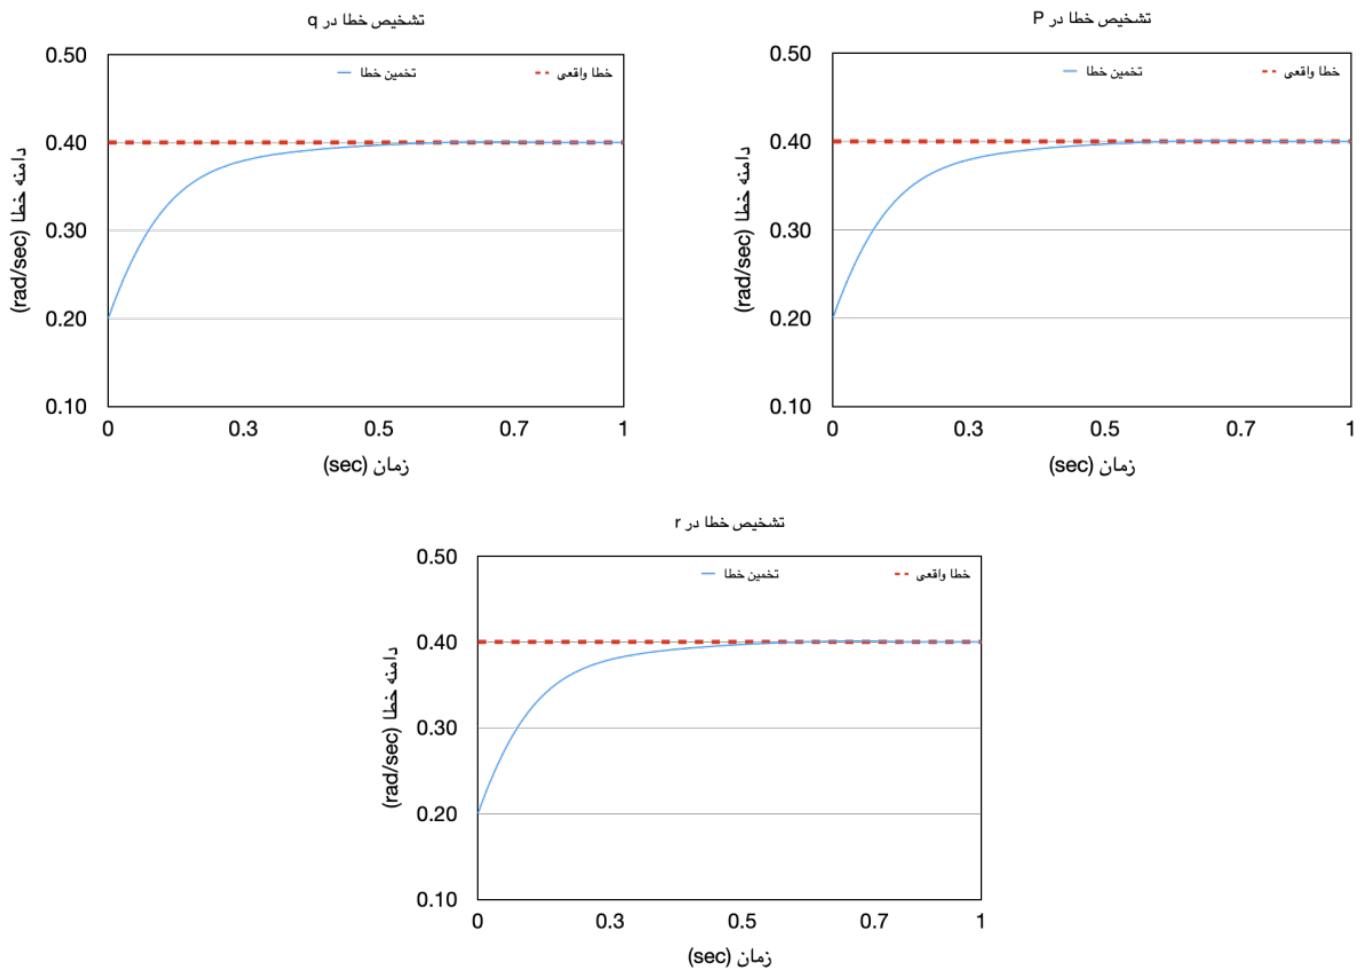 تشخیص خطا در q
0.50
0.40
0.30
0.20
0.10
تخمین خطا
خطا واقعی
دامنه خطا (rad/sec)
0 0.3 0.5 0.7 1
زمان (sec)
تشخیص خطا در P
0.50
0.40
0.30
0.20
0.10
تخمین خطا
خطا واقعی
دامنه خطا (rad/sec)
0 0.3 0.5 0.7 1
زمان (sec)
تشخیص خطا در r
0.50
0.40
0.30
0.20
0.10
تخمین خطا
خطا واقعی
دامنه خطا (rad/sec)
0 0.3 0.5 0.7 1
زمان (sec)